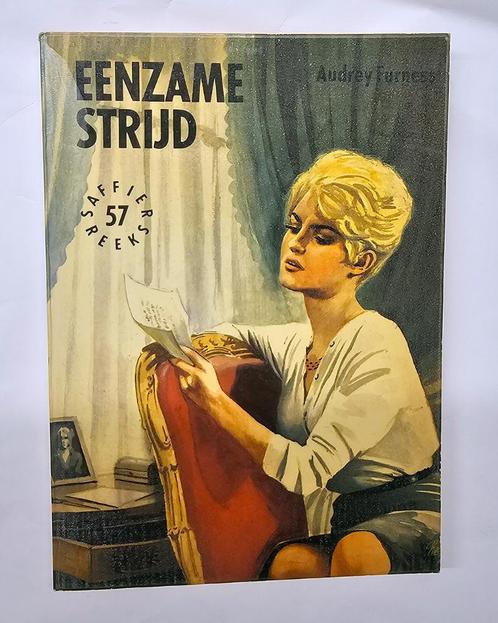 EENZAME
STRIJD
Audrey Furness
SAFFIER
57
REEKS